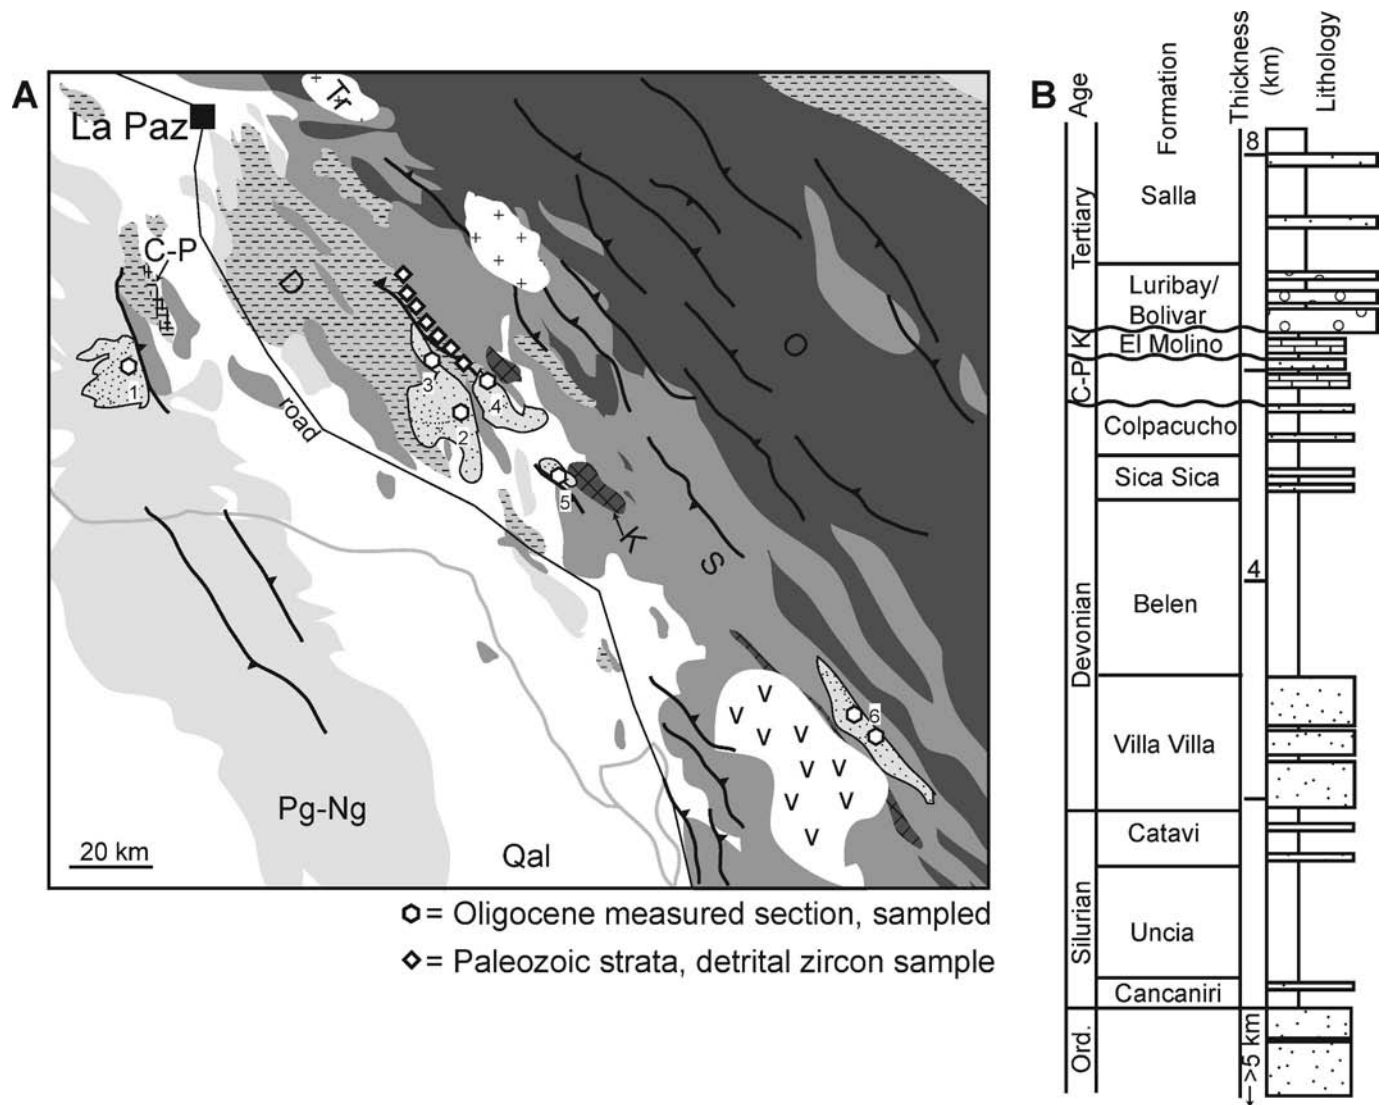 A
La Paz
Tr
C-P
D
O
1
3
4
2
road
5
K
S
6
Pg-Ng
20 km
Qal
= Oligocene measured section, sampled
= Paleozoic strata, detrital zircon sample
B
Age
Formation
Thickness
(km)
Lithology
Tertiary
Salla
8
Luribay/
Bolivar
K
El Molino
C-P
Colpacucho
Sica Sica
Devonian
4
Belen
Villa Villa
Silurian
Catavi
Uncia
Cancaniri
Ord.
>5 km